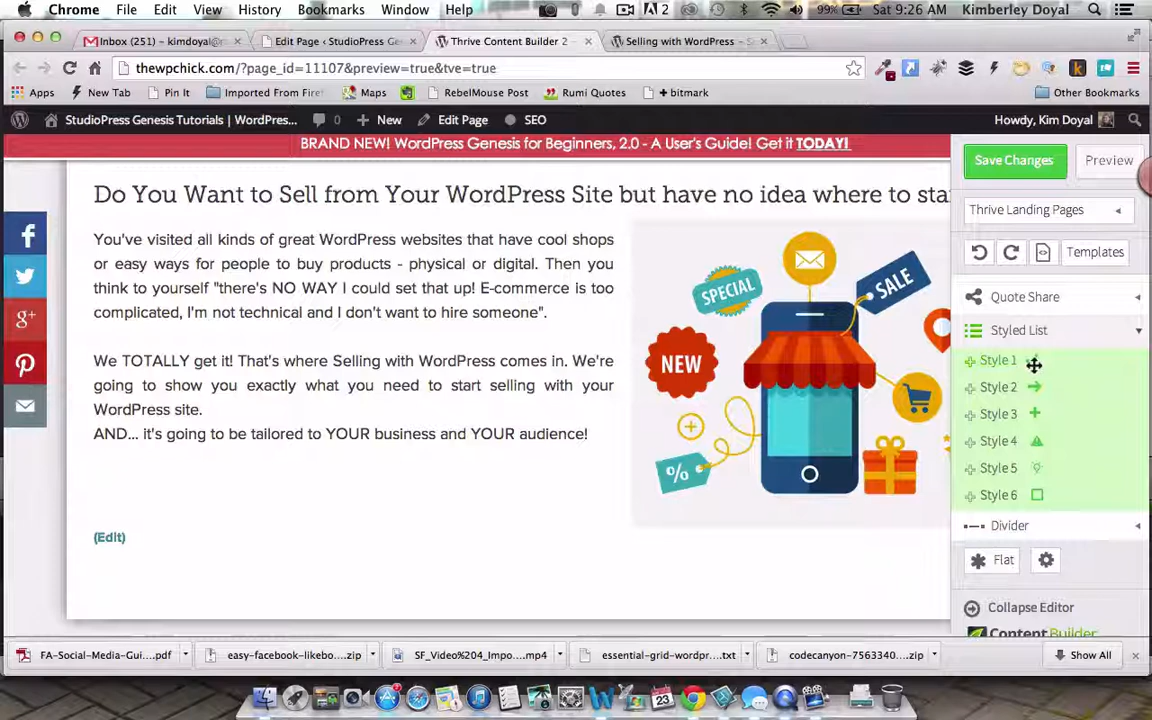 Chrome File Edit View History Bookmarks Window Help 2 99% Sat 9:26 AM Kimberley Doyal
Inbox (251) - kimdoyal@ Edit Page ‹ StudioPress Gen Thrive Content Builder 2 Selling with WordPress - S
thewpchick.com/?page_id=11107&preview=true&tve=true
Apps New Tab Pin It Imported From Firef Maps RebelMouse Post Rumi Quotes + bitmark Other Bookmarks
StudioPress Genesis Tutorials | WordPres... 0 New Edit Page SEO Howdy, Kim Doyal
BRAND NEW! WordPress Genesis for Beginners, 2.0 - A User's Guide! Get it TODAY!
Save Changes Preview
Do You Want to Sell from Your WordPress Site but have no idea where to sta
Thrive Landing Pages
You've visited all kinds of great WordPress websites that have cool shops
or easy ways for people to buy products - physical or digital. Then you
think to yourself "there's NO WAY I could set that up! E-commerce is too
complicated, I'm not technical and I don't want to hire someone".
We TOTALLY get it! That's where Selling with WordPress comes in. We're
going to show you exactly what you need to start selling with your
WordPress site.
AND... it's going to be tailored to YOUR business and YOUR audience!
(Edit)
SPECIAL
SALE
NEW
%
Templates
Quote Share
Styled List
Style 1
Style 2
Style 3
Style 4
Style 5
Style 6
Divider
Flat
Collapse Editor
Content Builder
FA-Social-Media-Gui....pdf easy-facebook-likebo....zip SF_Video%204_Impo....mp4 essential-grid-wordpr....txt codecanyon-7563340....zip Show All